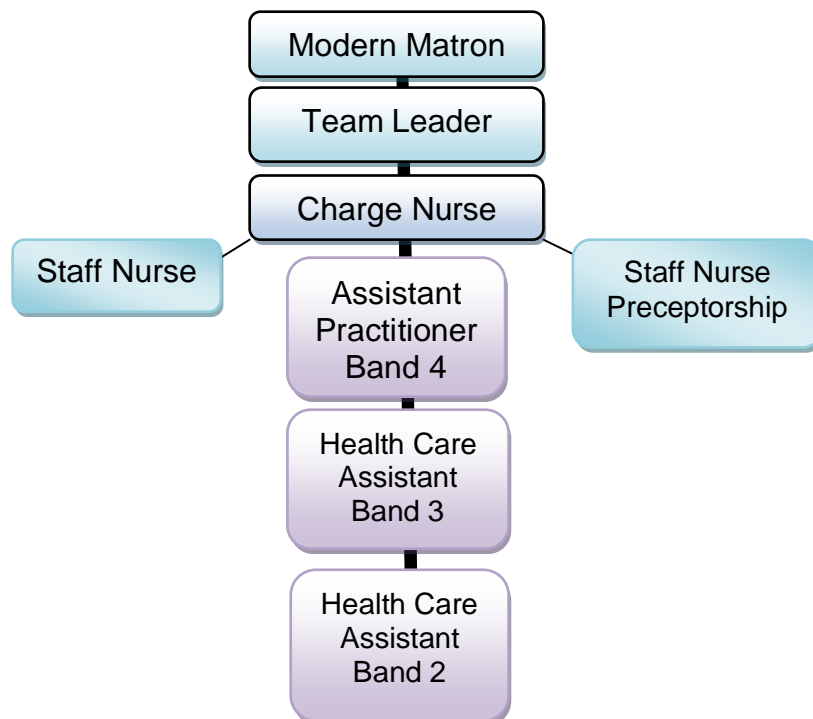 Modern Matron
Team Leader
Charge Nurse
Staff Nurse
Assistant
Practitioner
Band 4
Staff Nurse
Preceptorship
Health Care
Assistant
Band 3
Health Care
Assistant
Band 2